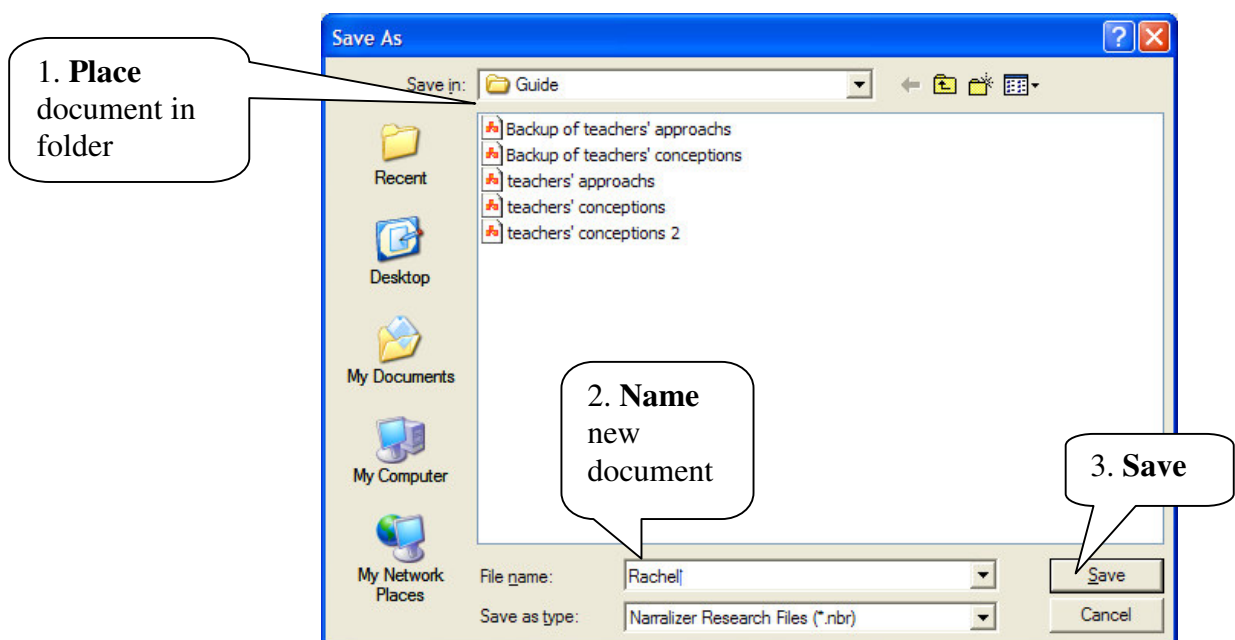 Save As
1. Place
document in
folder
Save in:
Guide
Backup of teachers' approachs
Backup of teachers' conceptions
teachers' approachs
teachers' conceptions
teachers' conceptions 2
Recent
Desktop
My Documents
My Computer
My Network
Places
2. Name
new
document
3. Save
File name:
Rachel
Save
Save as type:
Narralizer Research Files (*.nbr)
Cancel